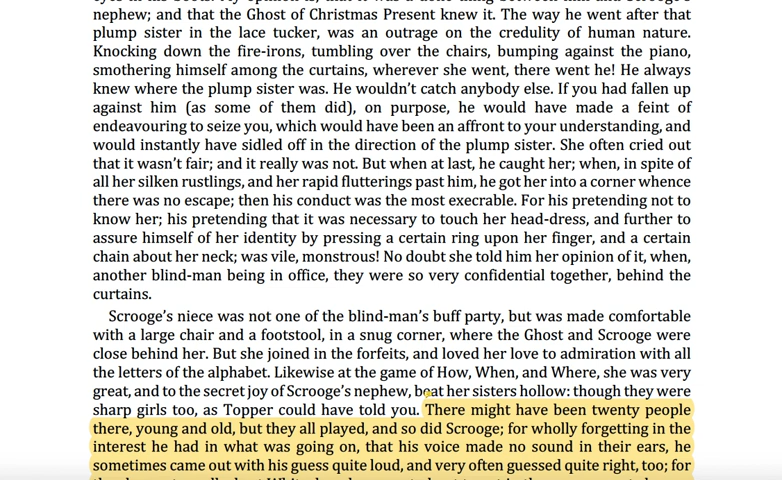 nephew; and that the Ghost of Christmas Present knew it. The way he went after that
plump sister in the lace tucker, was an outrage on the credulity of human nature.
Knocking down the fire-irons, tumbling over the chairs, bumping against the piano,
smothering himself among the curtains, wherever she went, there went he! He always
knew where the plump sister was. He wouldn’t catch anybody else. If you had fallen up
against him (as some of them did), on purpose, he would have made a feint of
endeavouring to seize you, which would have been an affront to your understanding, and
would instantly have sidled off in the direction of the plump sister. She often cried out
that it wasn’t fair; and it really was not. But when at last, he caught her; when, in spite of
all her silken rustlings, and her rapid flutterings past him, he got her into a corner whence
there was no escape; then his conduct was the most execrable. For his pretending not to
know her; his pretending that it was necessary to touch her head-dress, and further to
assure himself of her identity by pressing a certain ring upon her finger, and a certain
chain about her neck; was vile, monstrous! No doubt she told him her opinion of it, when,
another blind-man being in office, they were so very confidential together, behind the
curtains.
Scrooge’s niece was not one of the blind-man’s buff party, but was made comfortable
with a large chair and a footstool, in a snug corner, where the Ghost and Scrooge were
close behind her. But she joined in the forfeits, and loved her love to admiration with all
the letters of the alphabet. Likewise at the game of How, When, and Where, she was very
great, and to the secret joy of Scrooge’s nephew, beat her sisters hollow: though they were
sharp girls too, as Topper could have told you. There might have been twenty people
there, young and old, but they all played, and so did Scrooge; for wholly forgetting in the
interest he had in what was going on, that his voice made no sound in their ears, he
sometimes came out with his guess quite loud, and very often guessed quite right, too; for